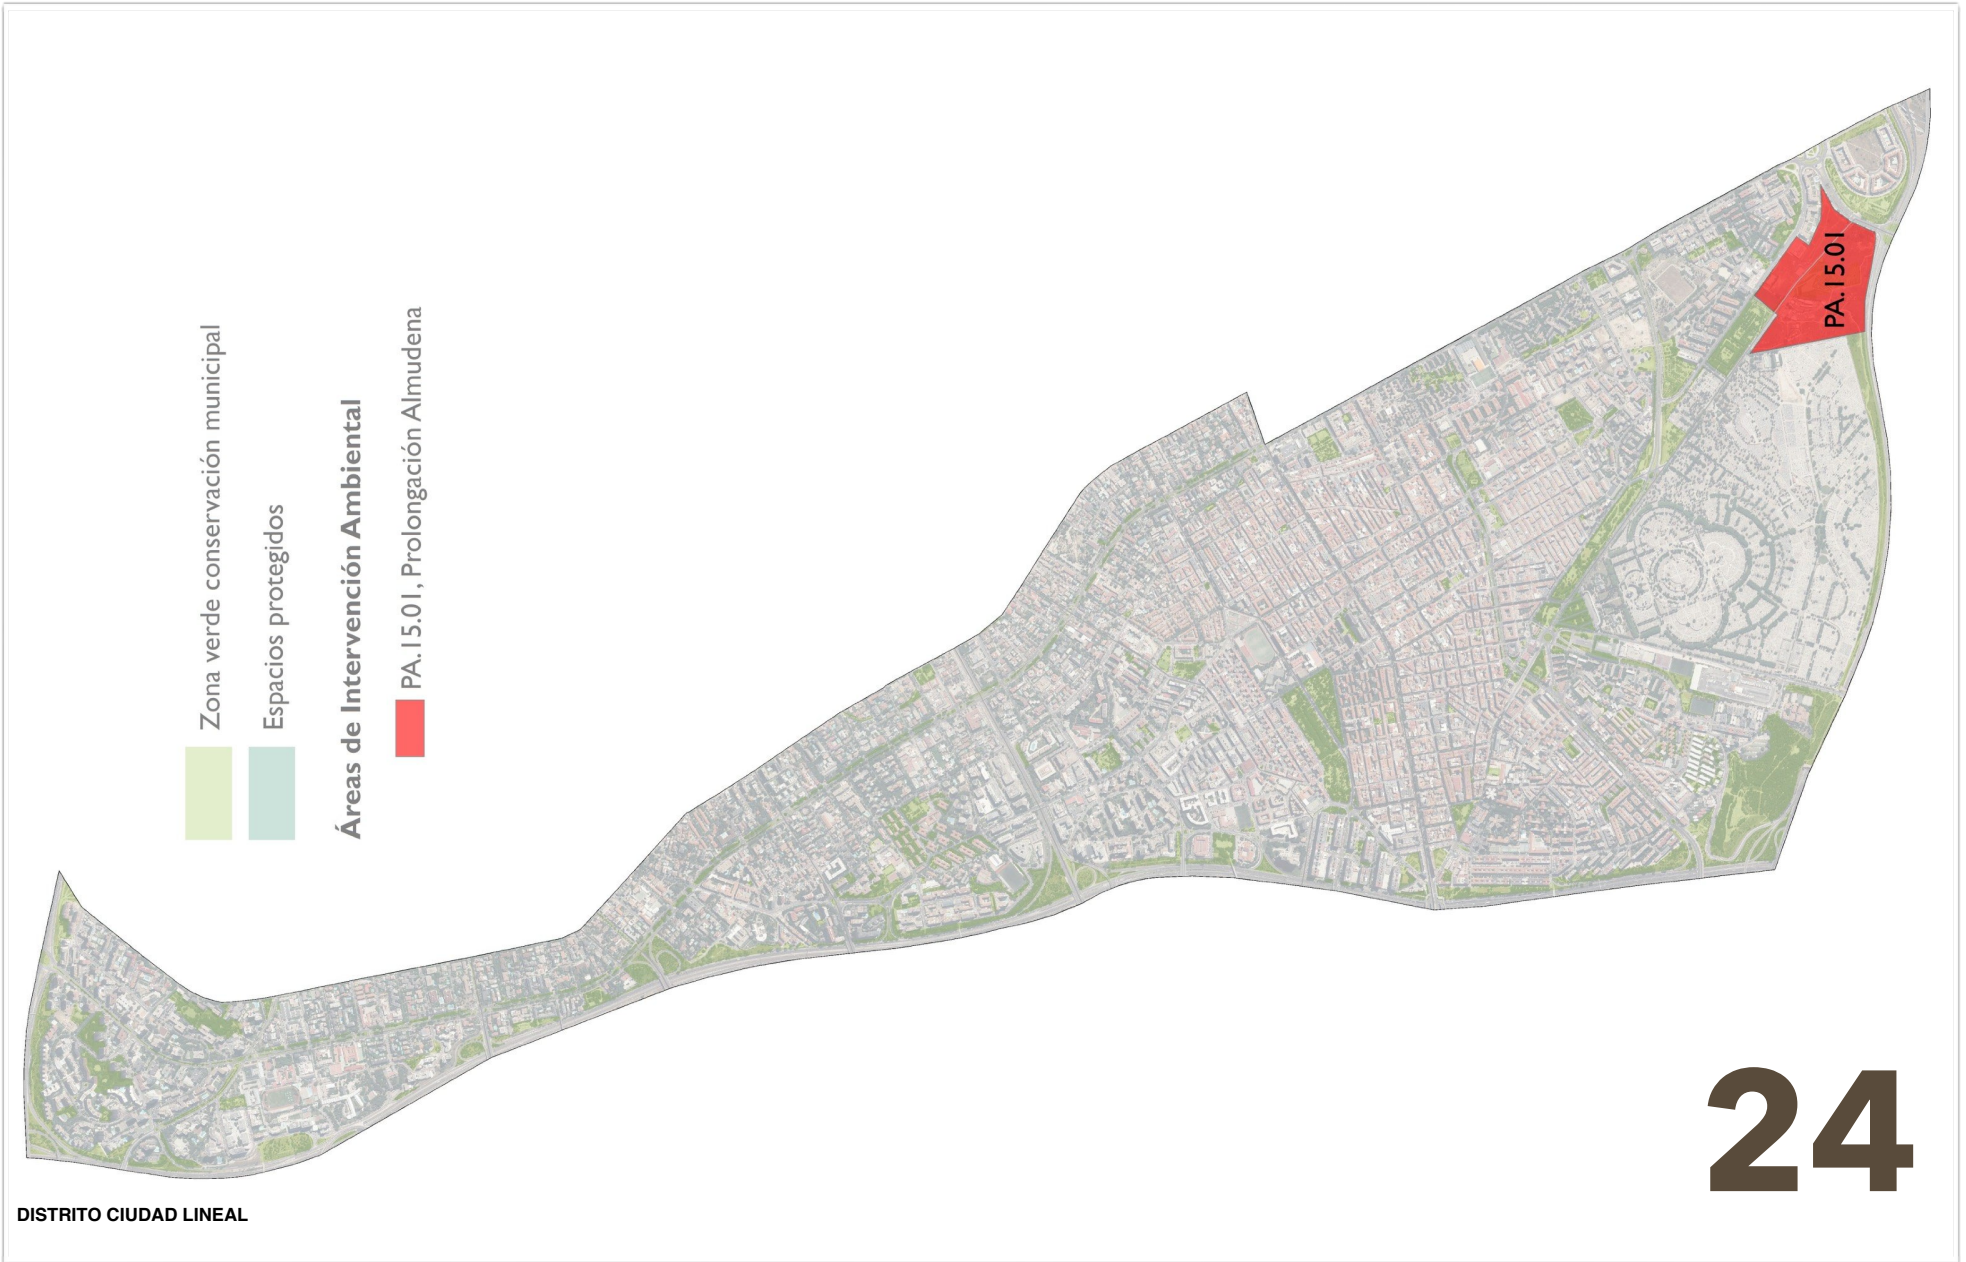 Zona verde conservación municipal
Espacios protegidos
Áreas de Intervención Ambiental
PA.15.01, Prolongación Almudena
PA.15.01
24
DISTRITO CIUDAD LINEAL